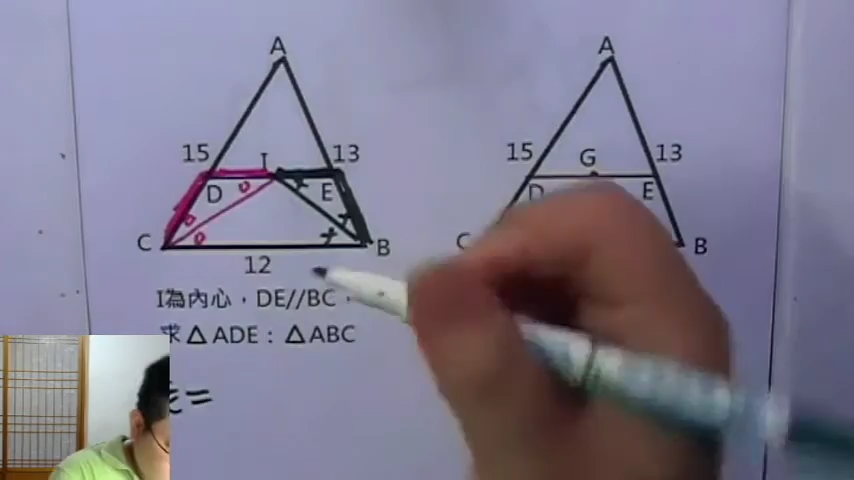 A
A
15
I
13
15
G
13
D
E
D
E
C
B
C
B
12
I為內心，DE//BC，
求△ADE：△ABC
=